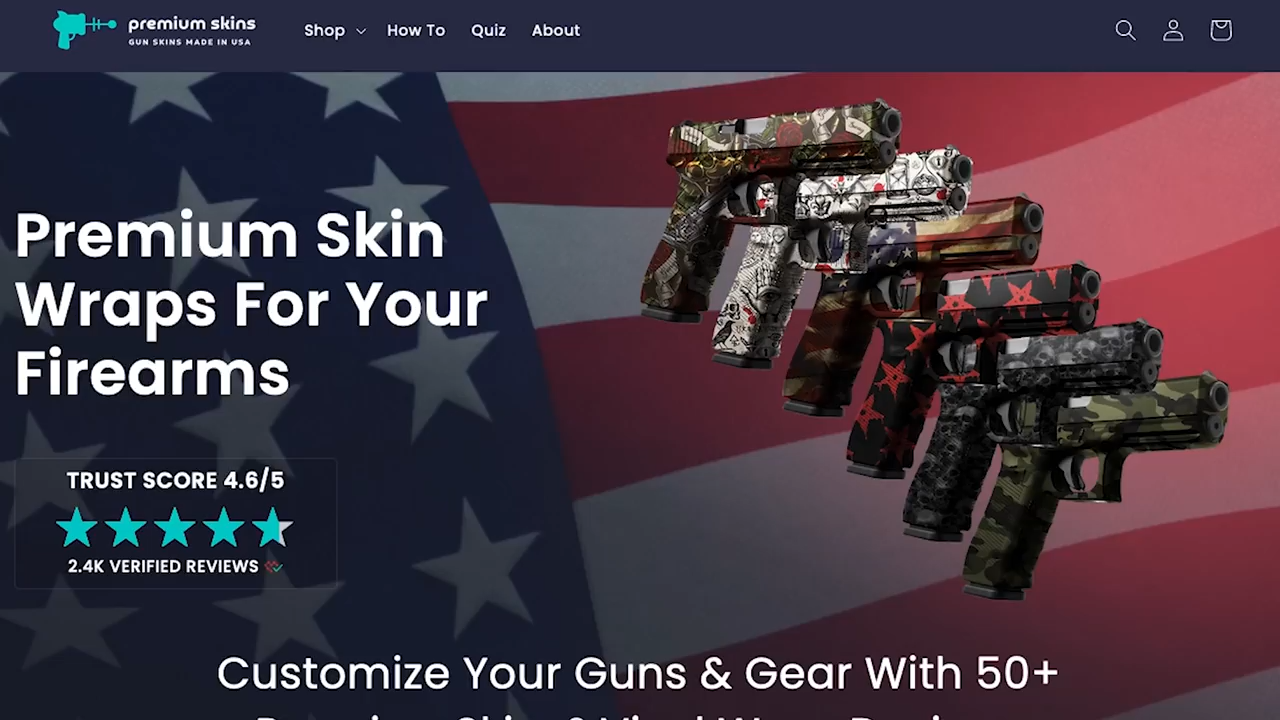 premium skins
GUN SKINS MADE IN USA
Shop
How To
Quiz
About
Premium Skin
Wraps For Your
Firearms
TRUST SCORE 4.6/5
2.4K VERIFIED REVIEWS
Customize Your Guns & Gear With 50+